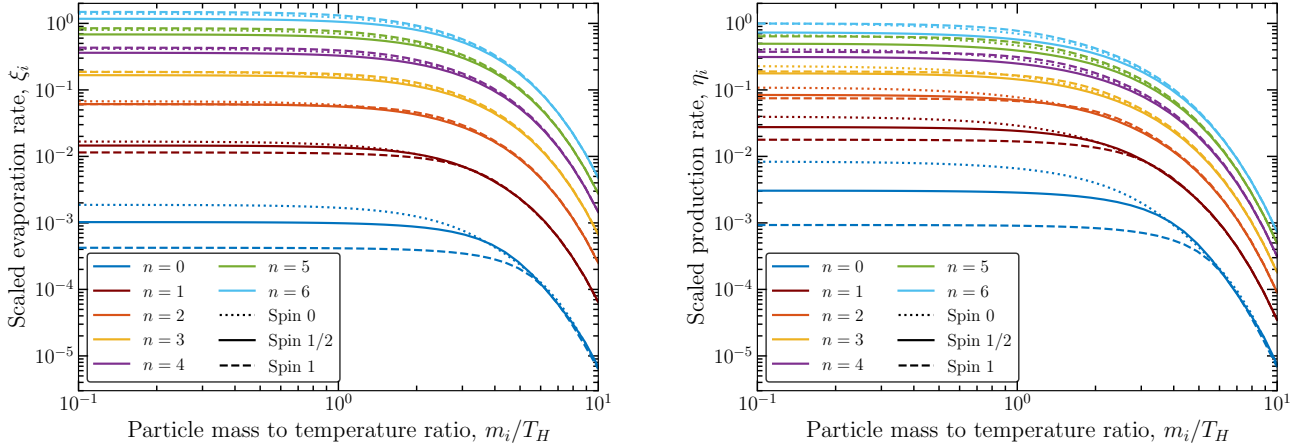 Scaled evaporation rate, ξᵢ
10⁰
10⁻¹
10⁻²
10⁻³
10⁻⁴
10⁻⁵
n = 0
n = 1
n = 2
n = 3
n = 4
n = 5
n = 6
Spin 0
Spin 1/2
Spin 1
10⁻¹
10⁰
10¹
Particle mass to temperature ratio, mᵢ/T_H
Scaled production rate, ηᵢ
10⁰
10⁻¹
10⁻²
10⁻³
10⁻⁴
10⁻⁵
n = 0
n = 1
n = 2
n = 3
n = 4
n = 5
n = 6
Spin 0
Spin 1/2
Spin 1
10⁻¹
10⁰
10¹
Particle mass to temperature ratio, mᵢ/T_H